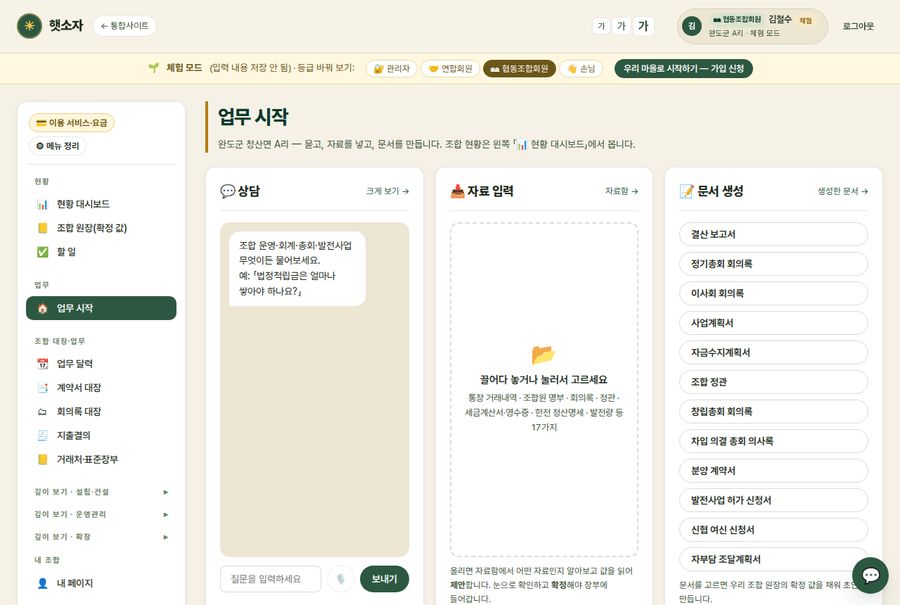 햇소자
← 통합사이트
가 가 가
김 협동조합회원 김철수 체험
완도군 A리 · 체험 모드
로그아웃
체험 모드 (입력 내용 저장 안 됨) · 등급 바꿔 보기:
관리자
연합회원
협동조합회원
손님
우리 마을로 시작하기 — 가입 신청
이용 서비스·요금
메뉴 정리
현황
현황 대시보드
조합 원장(확정 값)
할 일
업무
업무 시작
조합 대장·업무
업무 달력
계약서 대장
회의록 대장
지출결의
거래처·표준장부
깊이 보기 · 설립·건설 ▶
깊이 보기 · 운영관리 ▶
깊이 보기 · 확장 ▶
내 조합
내 페이지
업무 시작
완도군 청산면 A리 — 묻고, 자료를 넣고, 문서를 만듭니다. 조합 현황은 왼쪽 「📊 현황 대시보드」에서 봅니다.
상담
크게 보기 →
조합 운영·회계·총회·발전사업
무엇이든 물어보세요.
예: 「법정적립금은 얼마나
쌓아야 하나요?」
질문을 입력하세요
보내기
자료 입력
자료함 →
끌어다 놓거나 눌러서 고르세요
통장 거래내역 · 조합원 명부 · 회의록 · 정관 ·
세금계산서·영수증 · 한전 정산명세 · 발전량 등
17가지
올리면 자료함에서 어떤 자료인지 알아보고 값을 읽어
제안합니다. 눈으로 확인하고 확정해야 장부에
들어갑니다.
문서 생성
생성한 문서 →
결산 보고서
정기총회 회의록
이사회 회의록
사업계획서
자금수지계획서
조합 정관
창립총회 회의록
차입 의결 총회 의사록
분양 계약서
발전사업 허가 신청서
신협 여신 신청서
자부담 조달계획서
문서를 고르면 우리 조합 원장의 확정 값을 채워
만듭니다.